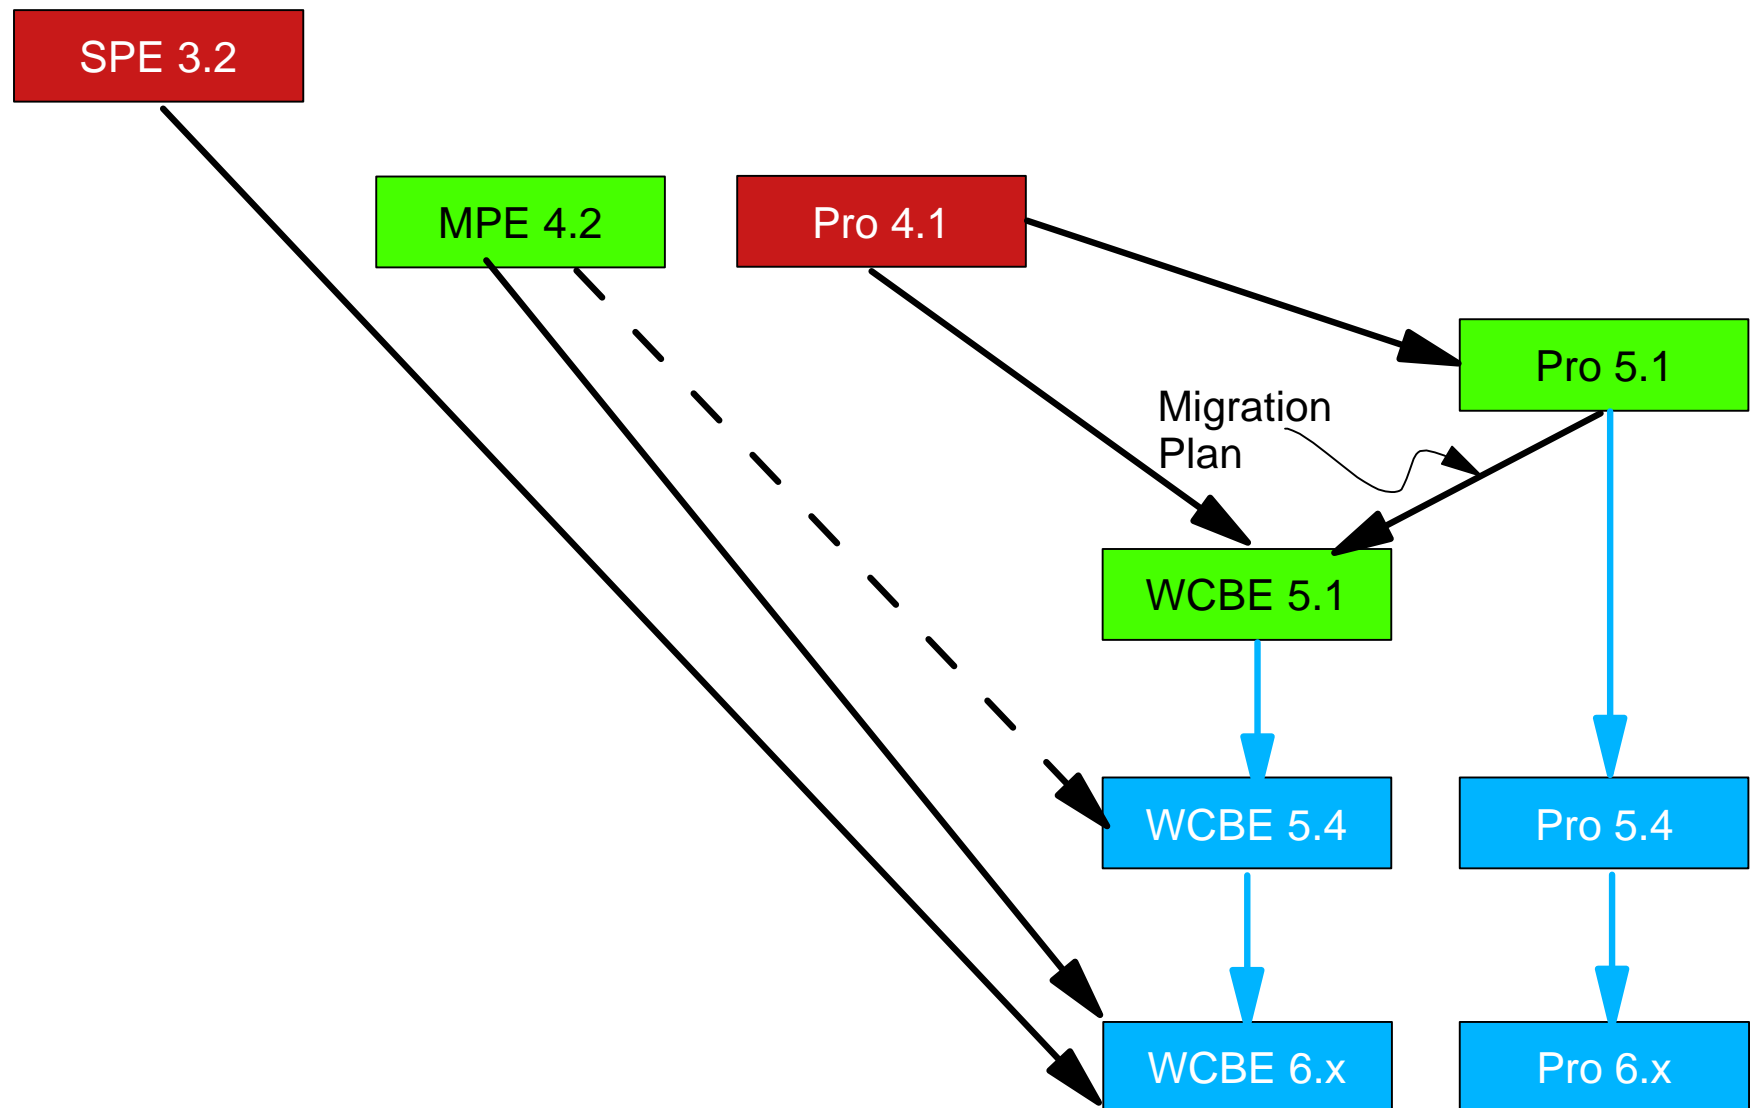 SPE 3.2
MPE 4.2
Pro 4.1
Pro 5.1
Migration
Plan
WCBE 5.1
WCBE 5.4
Pro 5.4
WCBE 6.x
Pro 6.x